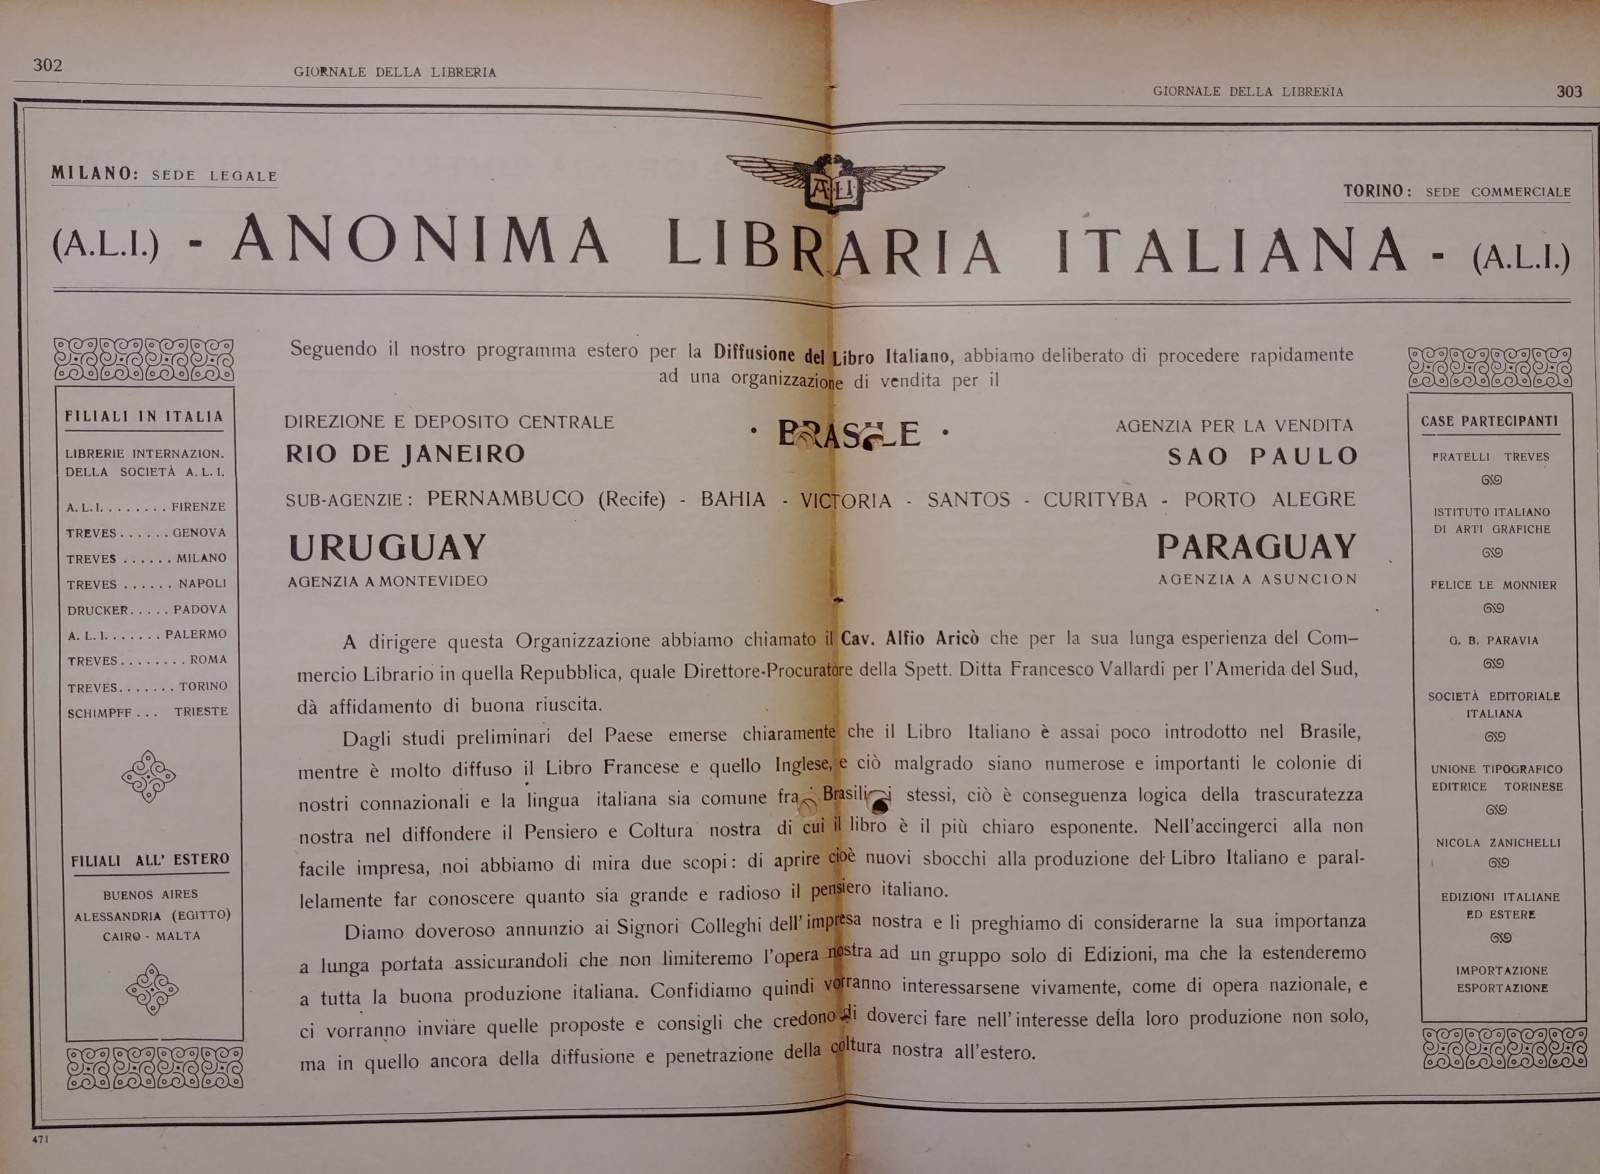 302
GIORNALE DELLA LIBRERIA
GIORNALE DELLA LIBRERIA
303
MILANO: SEDE LEGALE
A.L.I.
TORINO: SEDE COMMERCIALE
(A.L.I.) - ANONIMA LIBRARIA ITALIANA - (A.L.I.)
FILIALI IN ITALIA
LIBRERIE INTERNAZION.
DELLA SOCIETÀ A. L. I.
A. L. I. . . . . . . . . FIRENZE
TREVES . . . . . . GENOVA
TREVES . . . . . . MILANO
TREVES . . . . . . NAPOLI
DRUCKER. . . . . PADOVA
A. L. I. . . . . . . . PALERMO
TREVES . . . . . . . . ROMA
TREVES. . . . . . . TORINO
SCHIMPFF . . . TRIESTE
FILIALI ALL' ESTERO
BUENOS AIRES
ALESSANDRIA (EGITTO)
CAIRO - MALTA
Seguendo il nostro programma estero per la Diffusione del Libro Italiano, abbiamo deliberato di procedere rapidamente
ad una organizzazione di vendita per il
DIREZIONE E DEPOSITO CENTRALE
RIO DE JANEIRO
· BRASILE ·
AGENZIA PER LA VENDITA
SAO PAULO
SUB-AGENZIE: PERNAMBUCO (Recife) - BAHIA - VICTORIA - SANTOS - CURITYBA - PORTO ALEGRE
URUGUAY
AGENZIA A MONTEVIDEO
PARAGUAY
AGENZIA A ASUNCION
A dirigere questa Organizzazione abbiamo chiamato il Cav. Alfio Aricò che per la sua lunga esperienza del Com-
mercio Librario in quella Repubblica, quale Direttore-Procuratore della Spett. Ditta Francesco Vallardi per l'Amerida del Sud,
dà affidamento di buona riuscita.
Dagli studi preliminari del Paese emerse chiaramente che il Libro Italiano è assai poco introdotto nel Brasile,
mentre è molto diffuso il Libro Francese e quello Inglese, e ciò malgrado siano numerose e importanti le colonie di
nostri connazionali e la lingua italiana sia comune fra stessi, ciò è conseguenza logica della trascuratezza
nostra nel diffondere il Pensiero e Coltura nostra di cui il libro è il più chiaro esponente. Nell'accingerci alla non
facile impresa, noi abbiamo di mira due scopi: di aprire cioè nuovi sbocchi alla produzione del Libro Italiano e paral-
lelamente far conoscere quanto sia grande e radioso il pensiero italiano.
Diamo doveroso annunzio ai Signori Colleghi dell'impresa nostra e li preghiamo di considerarne la sua importanza
a lunga portata assicurandoli che non limiteremo l'opera nostra ad un gruppo solo di Edizioni, ma che la estenderemo
a tutta la buona produzione italiana. Confidiamo quindi vorranno interessarsene vivamente, come di opera nazionale, e
ci vorranno inviare quelle proposte e consigli che credono di doverci fare nell'interesse della loro produzione non solo,
ma in quello ancora della diffusione e penetrazione della coltura nostra all'estero.
CASE PARTECIPANTI
FRATELLI TREVES
ISTITUTO ITALIANO
DI ARTI GRAFICHE
FELICE LE MONNIER
G. B. PARAVIA
SOCIETÀ EDITORIALE
ITALIANA
UNIONE TIPOGRAFICO
EDITRICE TORINESE
NICOLA ZANICHELLI
EDIZIONI ITALIANE
ED ESTERE
IMPORTAZIONE
ESPORTAZIONE
471